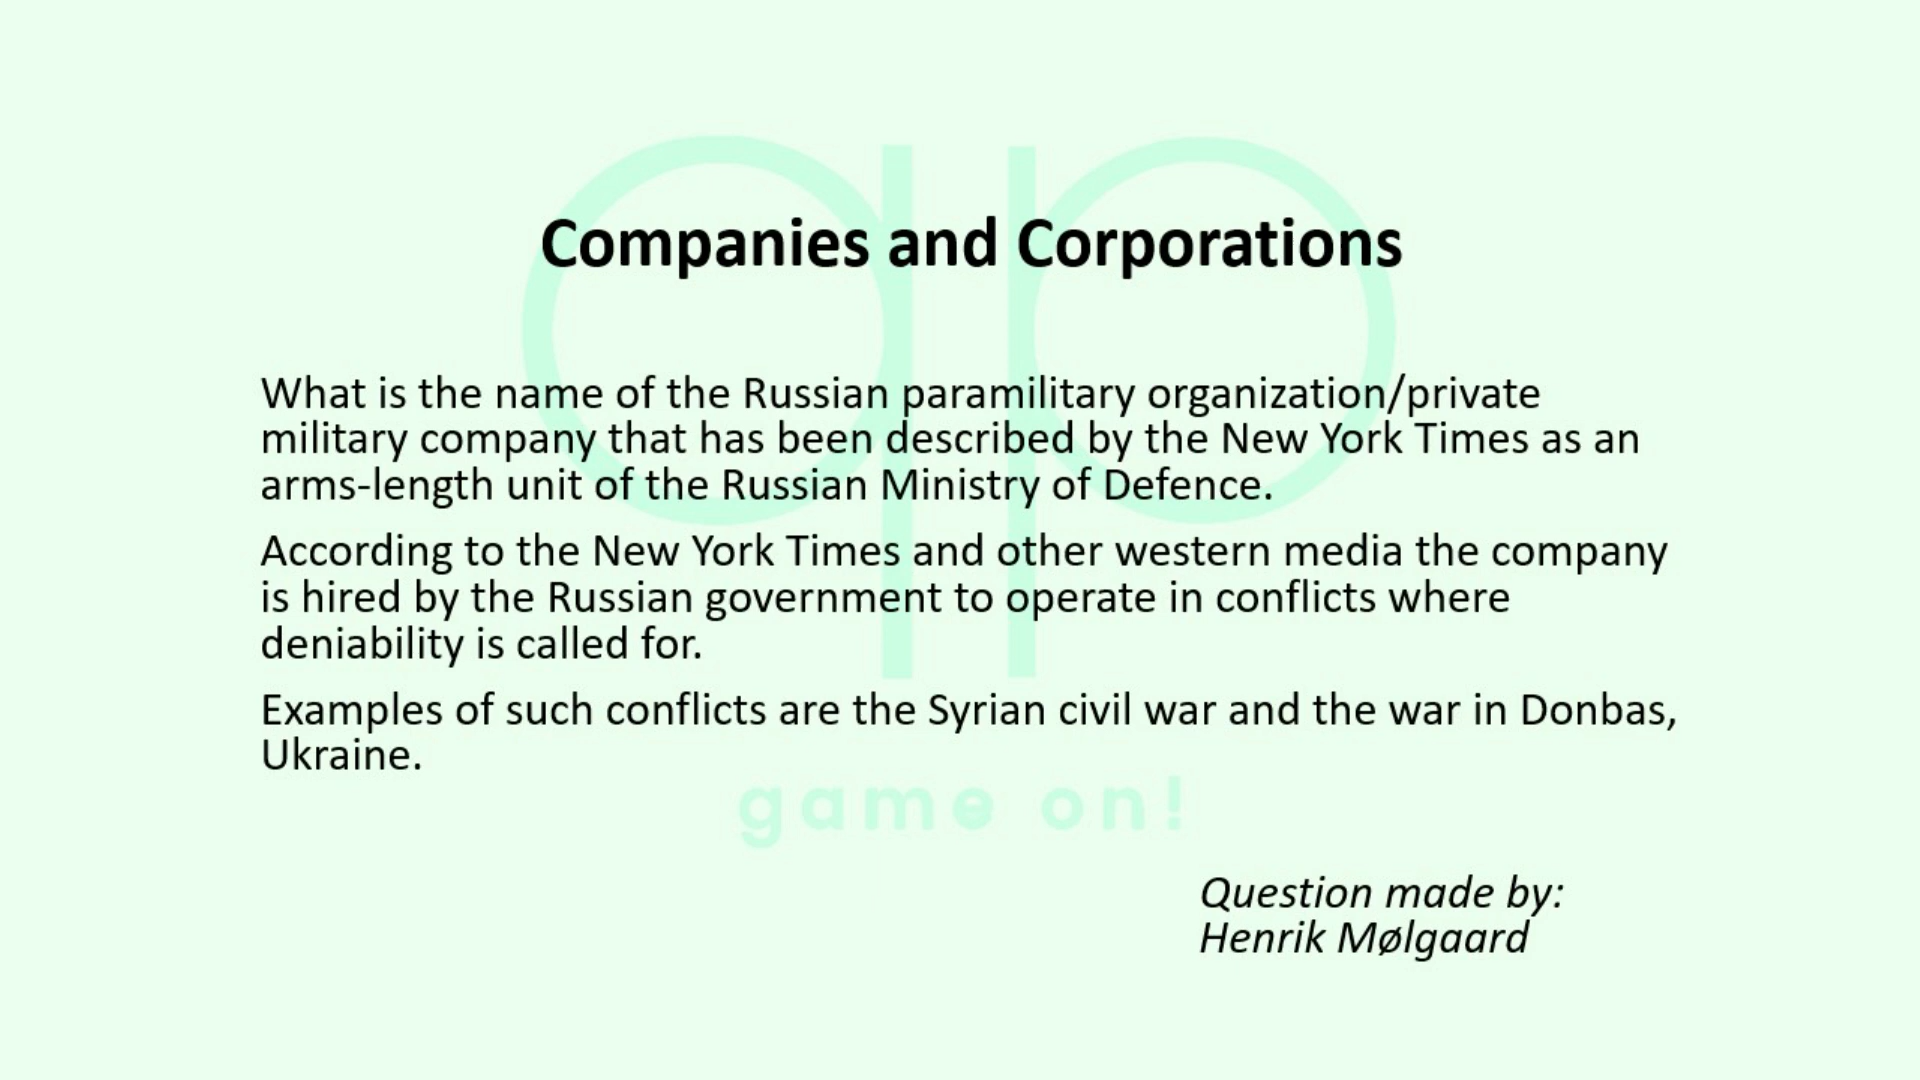 Companies and Corporations
What is the name of the Russian paramilitary organization/private
military company that has been described by the New York Times as an
arms-length unit of the Russian Ministry of Defence.
According to the New York Times and other western media the company
is hired by the Russian government to operate in conflicts where
deniability is called for.
Examples of such conflicts are the Syrian civil war and the war in Donbas,
Ukraine.
game on!
Question made by:
Henrik Mølgaard